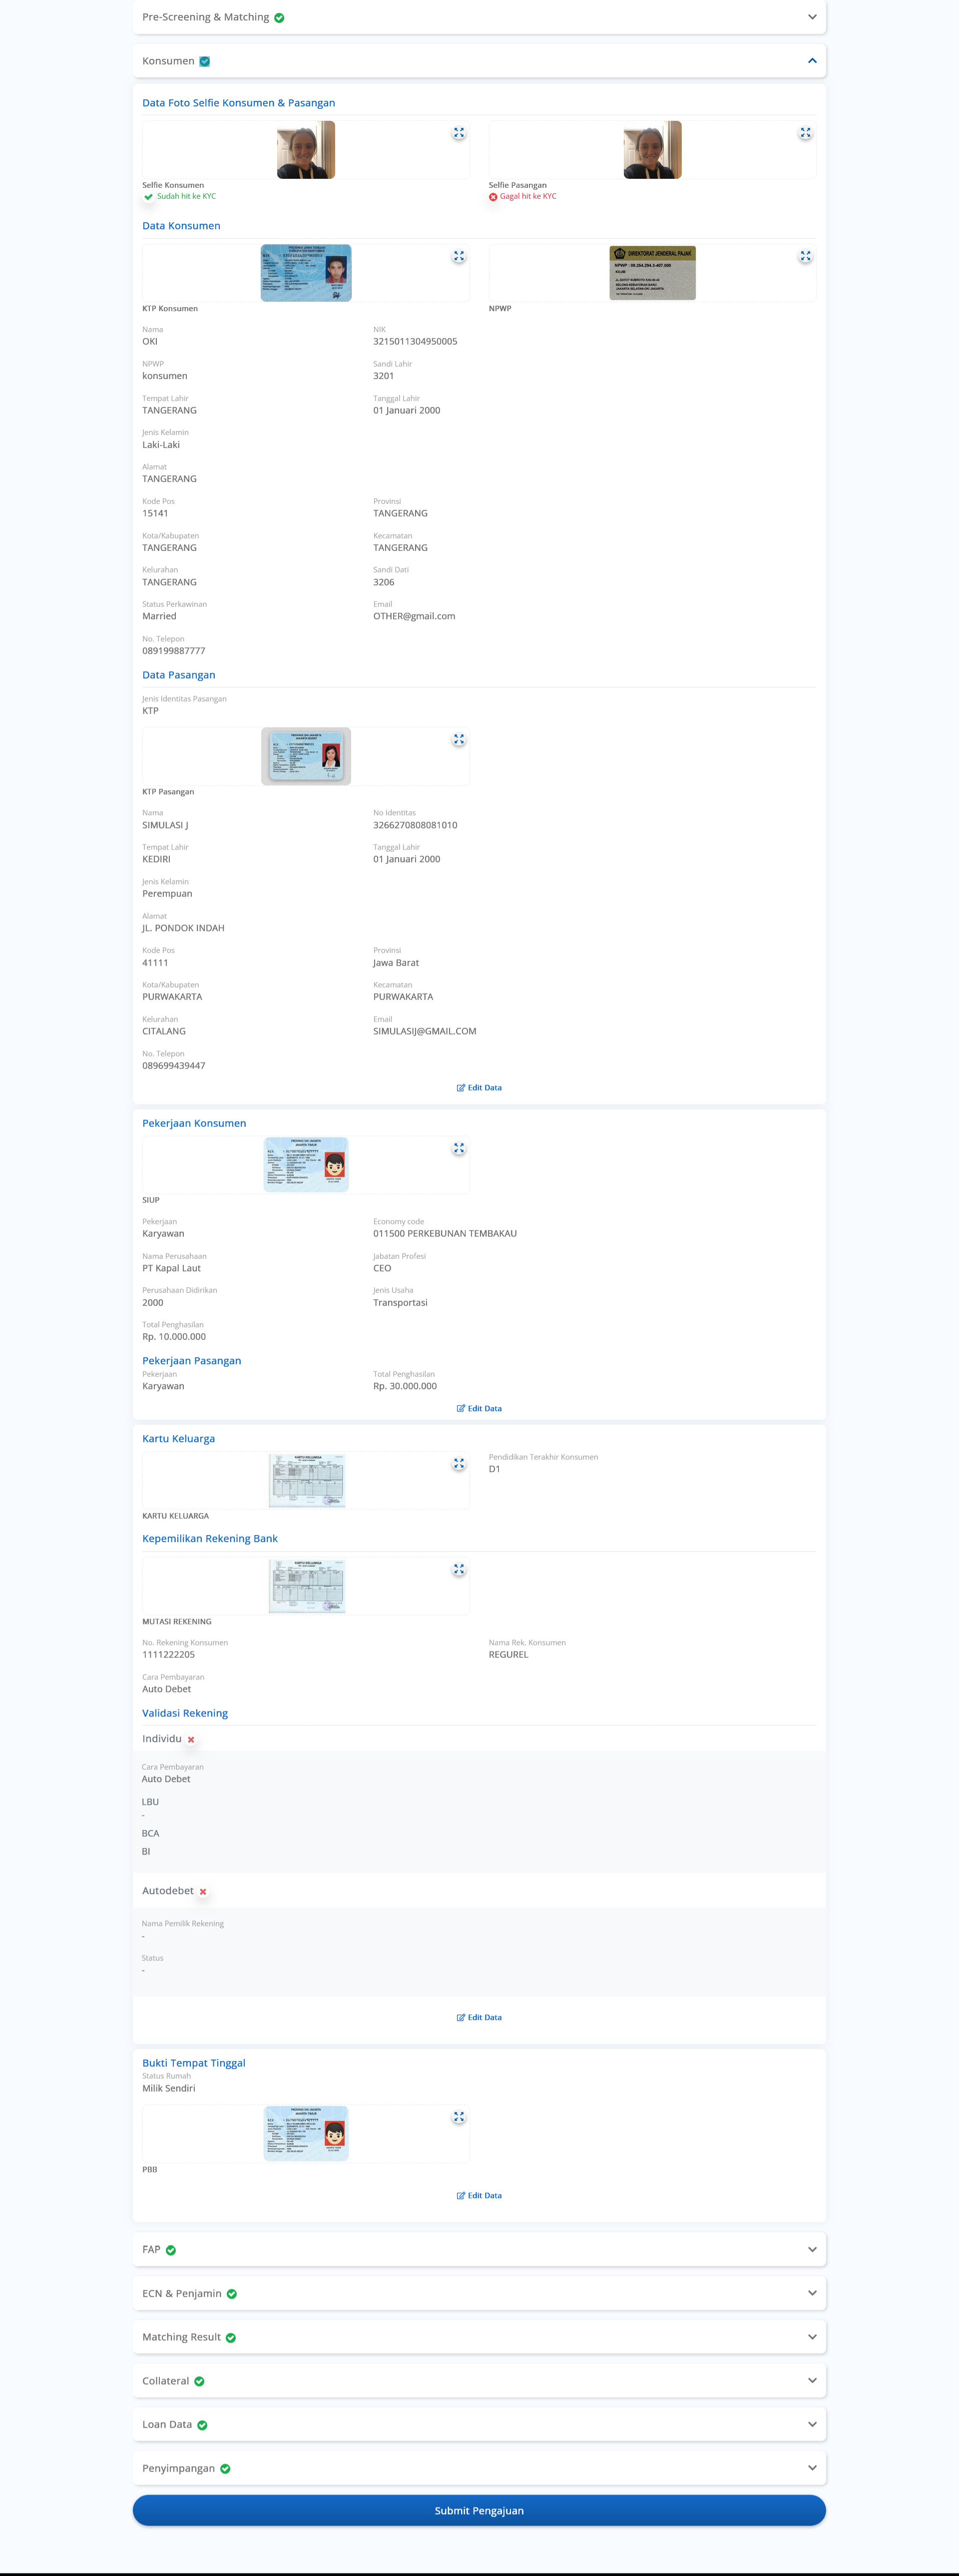 Pre-Screening & Matching
Konsumen
Data Foto Selfie Konsumen & Pasangan
Selfie Konsumen
Sudah hit ke KYC
Selfie Pasangan
Gagal hit ke KYC
Data Konsumen
DIREKTORAT JENDERAL PAJAK
KTP Konsumen
NPWP
Nama
OKI
NIK
3215011304950005
NPWP
konsumen
Sandi Lahir
3201
Tempat Lahir
TANGERANG
Tanggal Lahir
01 Januari 2000
Jenis Kelamin
Laki-Laki
Alamat
TANGERANG
Kode Pos
15141
Provinsi
TANGERANG
Kota/Kabupaten
TANGERANG
Kecamatan
TANGERANG
Kelurahan
TANGERANG
Sandi Dati
3206
Status Perkawinan
Married
Email
OTHER@gmail.com
No. Telepon
089199887777
Data Pasangan
Jenis Identitas Pasangan
KTP
KTP Pasangan
Nama
SIMULASI J
No Identitas
3266270808081010
Tempat Lahir
KEDIRI
Tanggal Lahir
01 Januari 2000
Jenis Kelamin
Perempuan
Alamat
JL. PONDOK INDAH
Kode Pos
41111
Provinsi
Jawa Barat
Kota/Kabupaten
PURWAKARTA
Kecamatan
PURWAKARTA
Kelurahan
CITALANG
Email
SIMULASIJ@GMAIL.COM
No. Telepon
089699439447
Edit Data
Pekerjaan Konsumen
SIUP
Pekerjaan
Karyawan
Economy code
011500 PERKEBUNAN TEMBAKAU
Nama Perusahaan
PT Kapal Laut
Jabatan Profesi
CEO
Perusahaan Didirikan
2000
Jenis Usaha
Transportasi
Total Penghasilan
Rp. 10.000.000
Pekerjaan Pasangan
Pekerjaan
Karyawan
Total Penghasilan
Rp. 30.000.000
Edit Data
Kartu Keluarga
KARTU KELUARGA
Pendidikan Terakhir Konsumen
D1
KARTU KELUARGA
Kepemilikan Rekening Bank
KARTU KELUARGA
MUTASI REKENING
No. Rekening Konsumen
1111222205
Nama Rek. Konsumen
REGUREL
Cara Pembayaran
Auto Debet
Validasi Rekening
Individu
Cara Pembayaran
Auto Debet
LBU
-
BCA
BI
Autodebet
Nama Pemilik Rekening
-
Status
-
Edit Data
Bukti Tempat Tinggal
Status Rumah
Milik Sendiri
PBB
Edit Data
FAP
ECN & Penjamin
Matching Result
Collateral
Loan Data
Penyimpangan
Submit Pengajuan